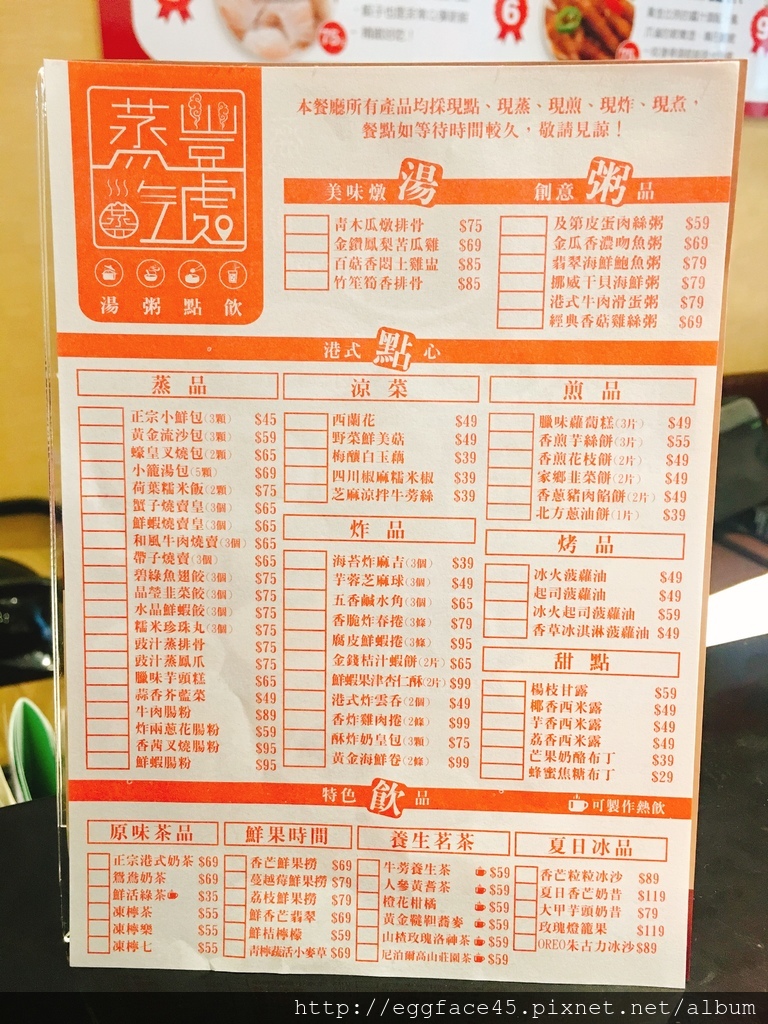 75
6
9
蒸豐
蒸氣處
湯 粥 點 飲
本餐廳所有產品均採現點、現蒸、現煎、現炸、現煮，
餐點如等待時間較久，敬請見諒！
美味燉 湯
青木瓜燉排骨 $75
金鑽鳳梨苦瓜雞 $69
百菇香悶土雞盅 $85
竹笙筍香排骨 $85
創意 粥 品
及第皮蛋肉絲粥 $59
金瓜香濃吻魚粥 $69
翡翠海鮮鮑魚粥 $79
挪威干貝海鮮粥 $79
港式牛肉滑蛋粥 $79
經典香菇雞絲粥 $69
港式 點 心
蒸 品
正宗小鮮包(3顆) $45
黃金流沙包(3顆) $59
蠔皇叉燒包(2顆) $65
小籠湯包(5顆) $69
荷葉糯米飯(2顆) $75
蟹子燒賣皇(3個) $65
鮮蝦燒賣皇(3個) $65
和風牛肉燒賣(3個) $65
帶子燒賣(3個) $65
碧綠魚翅餃(3個) $75
晶瑩韭菜餃(3個) $75
水晶鮮蝦餃(3個) $75
糯米珍珠丸(3個) $75
豉汁蒸排骨 $75
豉汁蒸鳳爪 $75
臘味芋頭糕 $65
蒜香芥藍菜 $49
牛肉腸粉 $89
炸兩蔥花腸粉 $59
香茜叉燒腸粉 $95
鮮蝦腸粉 $95
涼 菜
西蘭花 $49
野菜鮮美菇 $49
梅釀白玉藕 $39
四川椒麻糯米椒 $39
芝麻涼拌牛蒡絲 $39
炸 品
海苔炸麻吉(3個) $39
芋蓉芝麻球(3個) $49
五香鹹水角(3個) $65
香脆炸春捲(3條) $79
腐皮鮮蝦捲(3條) $95
金錢桔汁蝦餅(2片) $65
鮮蝦果津杏仁酥(2片) $99
港式炸雲呑(2個) $49
香炸雞肉捲(2條) $99
酥炸奶皇包(3顆) $75
黃金海鮮卷(2條) $99
煎 品
臘味蘿蔔糕(3片) $49
香煎芋絲餅(3片) $55
香煎花枝餅(2片) $49
家鄉韭菜餅(2片) $49
香蔥豬肉餡餅(2片) $49
北方蔥油餅(1片) $39
烤 品
冰火菠蘿油 $49
起司菠蘿油 $49
冰火起司菠蘿油 $59
香草冰淇淋菠蘿油 $49
甜 點
楊枝甘露 $59
椰香西米露 $49
芋香西米露 $49
荔香西米露 $49
芒果奶酪布丁 $39
蜂蜜焦糖布丁 $29
特色 飲 品
可製作熱飲
原味茶品
正宗港式奶茶 $69
鴛鴦奶茶 $69
鮮活綠茶 $35
凍檸茶 $55
凍檸樂 $55
凍檸七 $55
鮮果時間
香芒鮮果撈 $69
蔓越莓鮮果撈 $79
荔枝鮮果撈 $79
鮮香芒翡翠 $69
鮮桔檸檬 $59
青檸蔬活小麥草 $69
養生茗茶
牛蒡養生茶 $59
人參黃耆茶 $59
橙花柑橘 $59
黃金韃靼蕎麥 $59
山楂玫瑰洛神茶 $59
尼泊爾高山莊園茶 $59
夏日冰品
香芒粒粒冰沙 $89
夏日香芒奶昔 $119
大甲芋頭奶昔 $79
玫瑰燈籠果 $119
OREO朱古力冰沙 $89
http://eggface45.pixnet.net/album